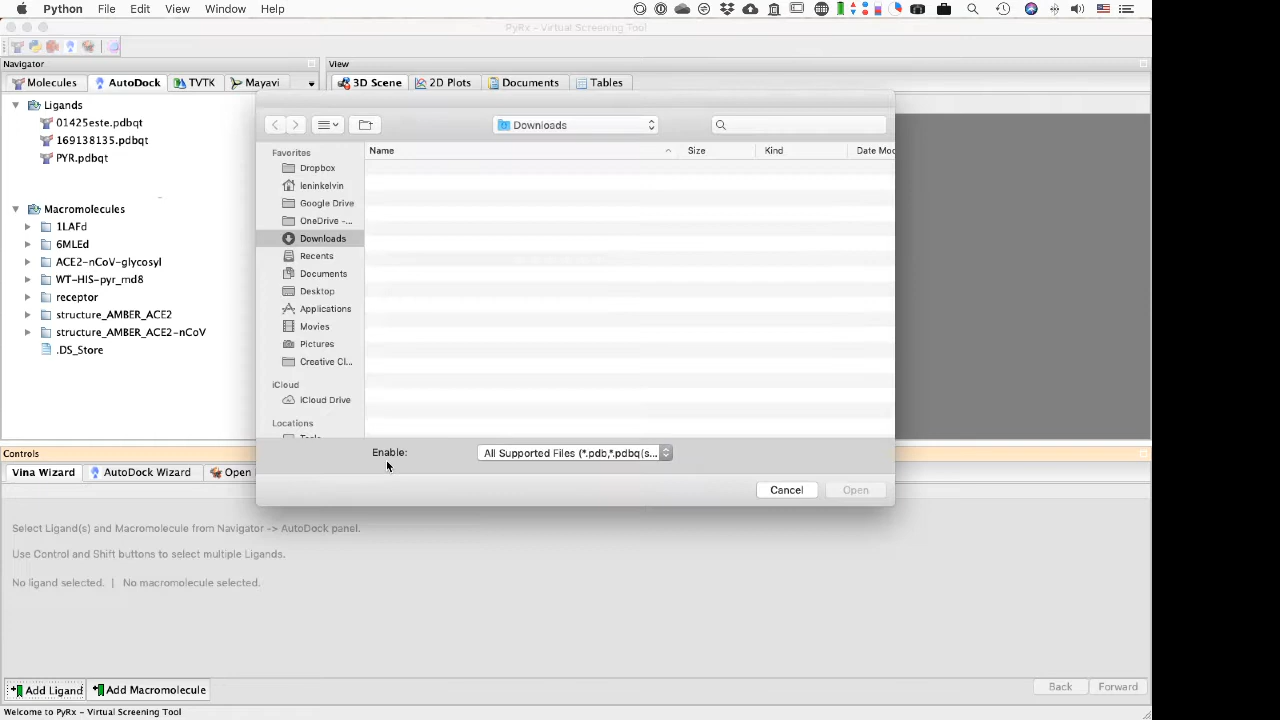 Python File Edit View Window Help
PyRx - Virtual Screening Tool
Navigator
View
Molecules AutoDock TVTK Mayavi
3D Scene 2D Plots Documents Tables
Ligands
01425este.pdbqt
169138135.pdbqt
PYR.pdbqt
Macromolecules
1LAFd
6MLEd
ACE2-nCoV-glycosyl
WT-HIS-pyr_md8
receptor
structure_AMBER_ACE2
structure_AMBER_ACE2-nCoV
.DS_Store
Downloads
Name Size Kind Date Moc
Favorites
Dropbox
leninkelvin
Google Drive
OneDrive -...
Downloads
Recents
Documents
Desktop
Applications
Movies
Pictures
Creative Cl...
iCloud
iCloud Drive
Locations
Enable: All Supported Files (*.pdb,*.pdbq(s...
Cancel Open
Controls
Vina Wizard AutoDock Wizard Open
Select Ligand(s) and Macromolecule from Navigator -> AutoDock panel.
Use Control and Shift buttons to select multiple Ligands.
No ligand selected. | No macromolecule selected.
Add Ligand Add Macromolecule
Back Forward
Welcome to PyRx - Virtual Screening Tool